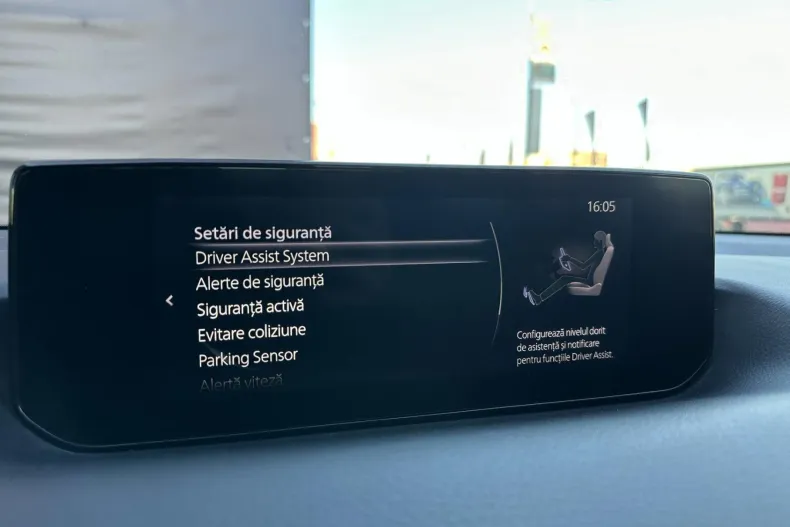 16:05
Setări de siguranță
Driver Assist System
Alerte de siguranță
Siguranță activă
Evitare coliziune
Parking Sensor
Alertă viteză
Configurează nivelul dorit
de asistență și notificare
pentru funcțiile Driver Assist.